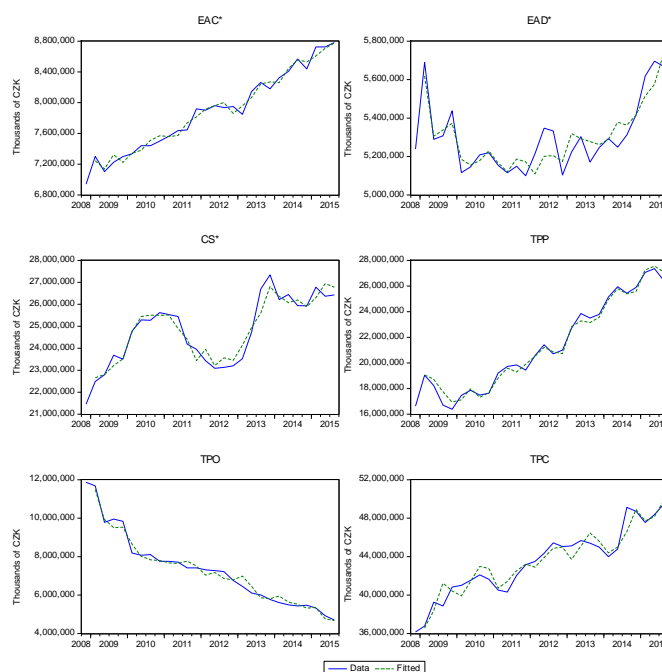 EAC*
Thousands of CZK
8,800,000
8,400,000
8,000,000
7,600,000
7,200,000
6,800,000
2008 2009 2010 2011 2012 2013 2014 2015
EAD*
Thousands of CZK
5,800,000
5,600,000
5,400,000
5,200,000
5,000,000
2008 2009 2010 2011 2012 2013 2014
CS*
Thousands of CZK
28,000,000
27,000,000
26,000,000
25,000,000
24,000,000
23,000,000
22,000,000
21,000,000
2008 2009 2010 2011 2012 2013 2014 2015
TPP
Thousands of CZK
28,000,000
26,000,000
24,000,000
22,000,000
20,000,000
18,000,000
16,000,000
2008 2009 2010 2011 2012 2013 2014
TPO
Thousands of CZK
12,000,000
10,000,000
8,000,000
6,000,000
4,000,000
2008 2009 2010 2011 2012 2013 2014 2015
TPC
Thousands of CZK
52,000,000
48,000,000
44,000,000
40,000,000
36,000,000
2008 2009 2010 2011 2012 2013 2014
Data Fitted